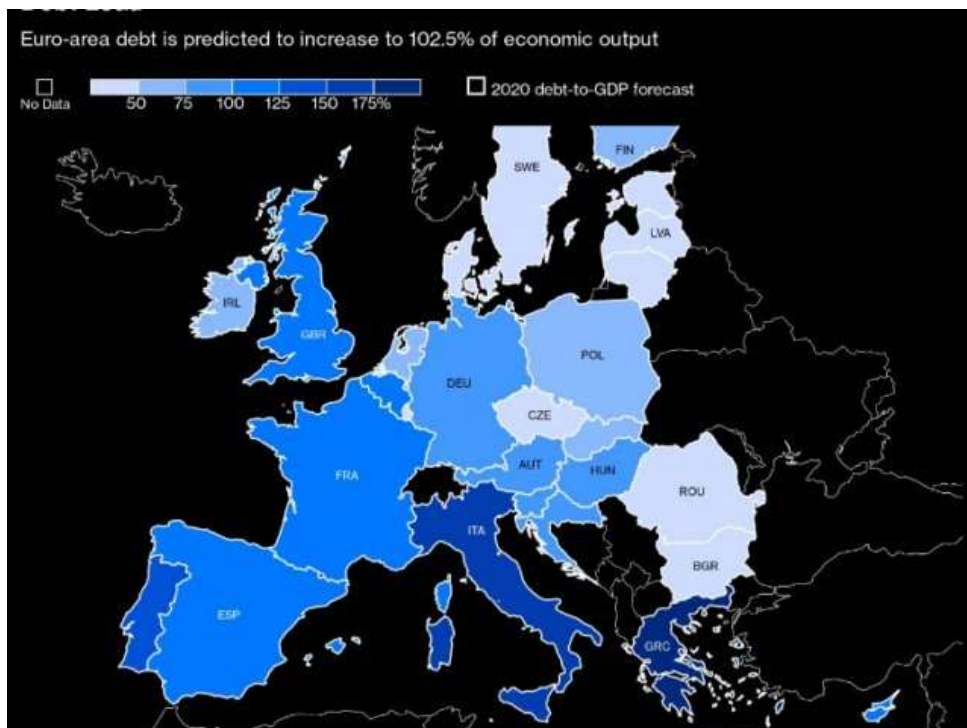 Euro-area debt is predicted to increase to 102.5% of economic output
No Data 50 75 100 125 150 175% 2020 debt-to-GDP forecast
SWE
FIN
LVA
IRL
GBR
DEU
POL
CZE
FRA
AUT
HUN
ITA
ROU
BGR
ESP
GRC